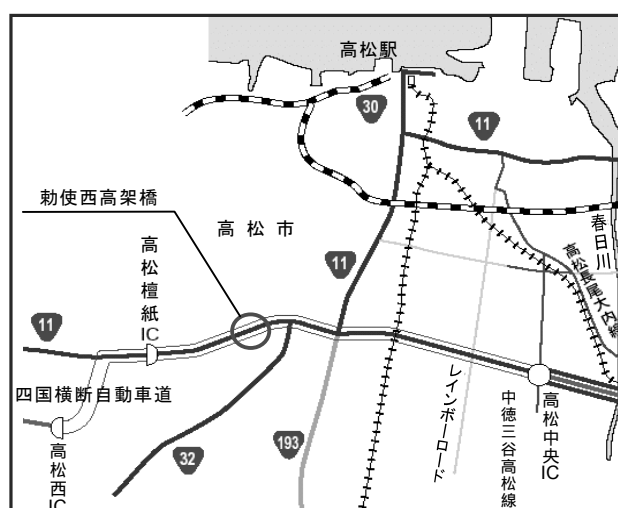 高松駅
30
11
勅使西高架橋
高松市
春日川
高松檀紙IC
11
高松長尾大内線
11
四国横断自動車道
レインボーロード
中徳三谷高松線
高松中央IC
高松西IC
32
193